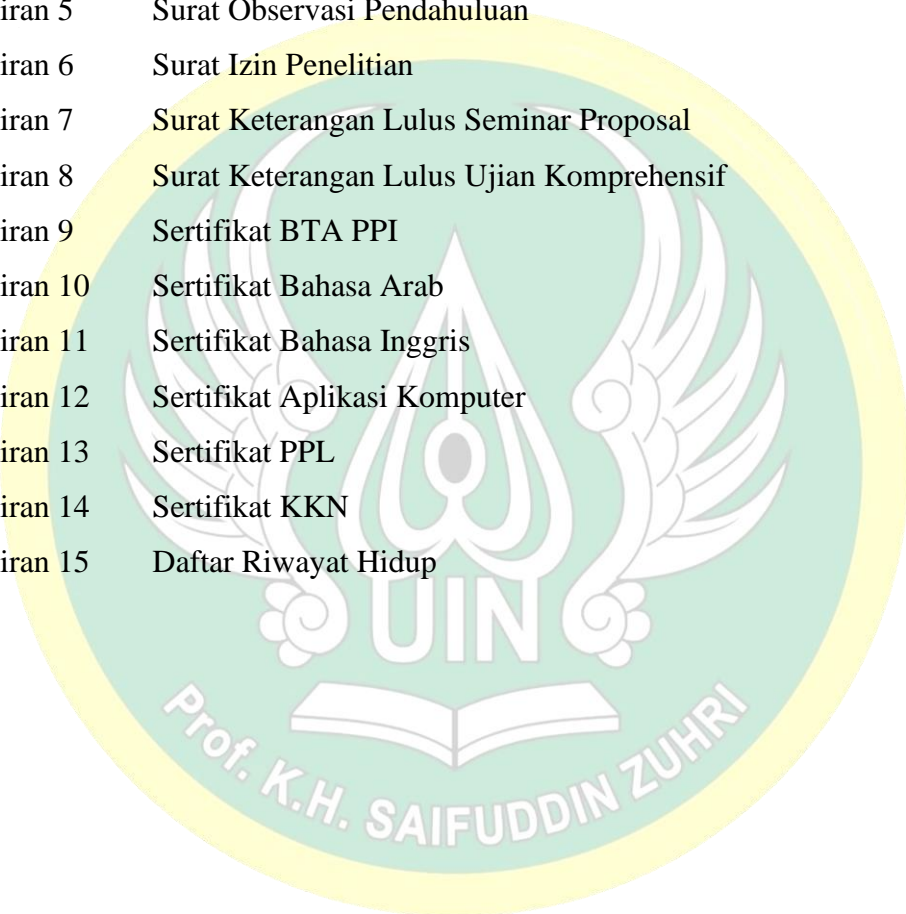 iran 5 Surat Observasi Pendahuluan
iran 6 Surat Izin Penelitian
iran 7 Surat Keterangan Lulus Seminar Proposal
iran 8 Surat Keterangan Lulus Ujian Komprehensif
iran 9 Sertifikat BTA PPI
iran 10 Sertifikat Bahasa Arab
iran 11 Sertifikat Bahasa Inggris
iran 12 Sertifikat Aplikasi Komputer
iran 13 Sertifikat PPL
iran 14 Sertifikat KKN
iran 15 Daftar Riwayat Hidup
UIN
Prof. K.H. SAIFUDDIN ZUHRI